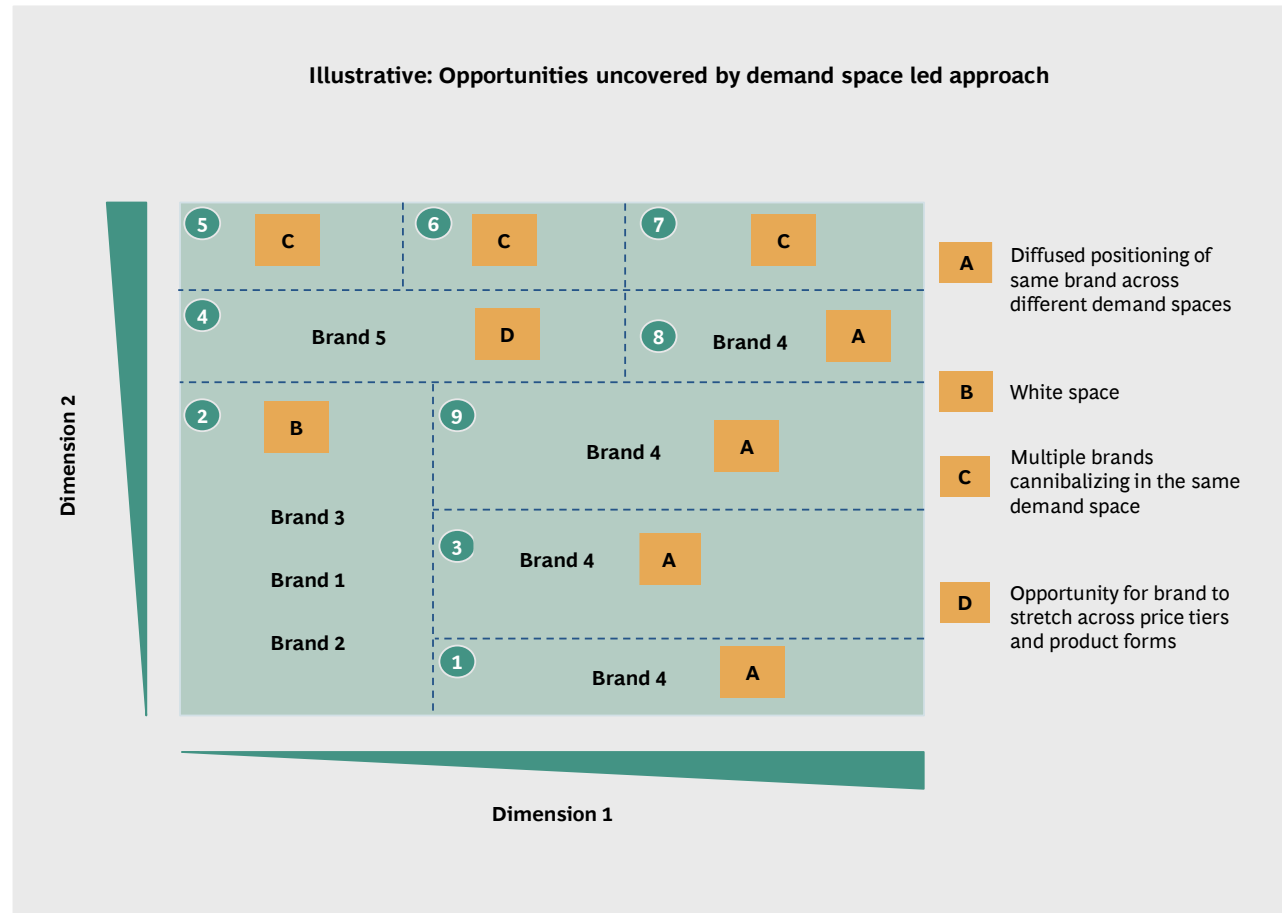 Illustrative: Opportunities uncovered by demand space led approach
5
C
6
C
7
C
4
Brand 5
D
8
Brand 4
A
2
B
Brand 3
Brand 1
Brand 2
9
Brand 4
A
3
Brand 4
A
1
Brand 4
A
Dimension 2
Dimension 1
A
Diffused positioning of
same brand across
different demand spaces
B
White space
C
Multiple brands
cannibalizing in the same
demand space
D
Opportunity for brand to
stretch across price tiers
and product forms